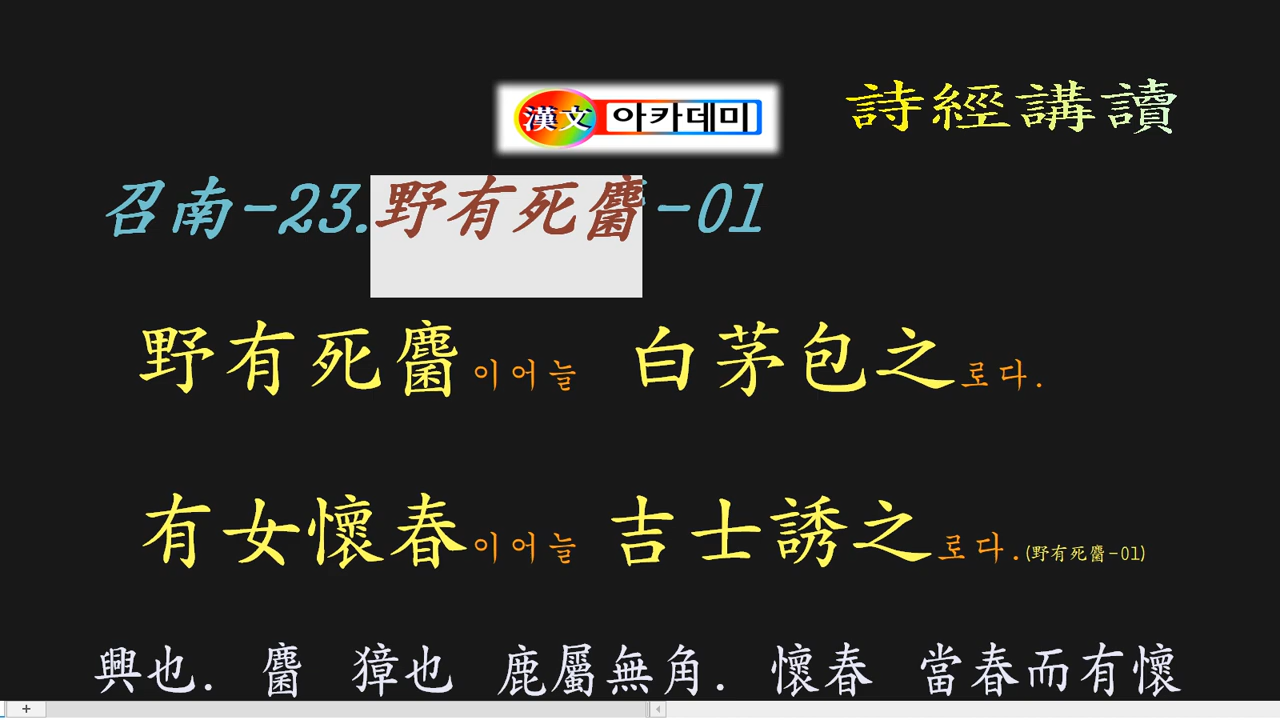 漢文 아카데미
詩經講讀
召南-23.野有死麕-01
野有死麕이어늘 白茅包之로다.
有女懷春이어늘 吉士誘之로다.(野有死麕-01)
興也. 麕 獐也 鹿屬無角. 懷春 當春而有懷
+